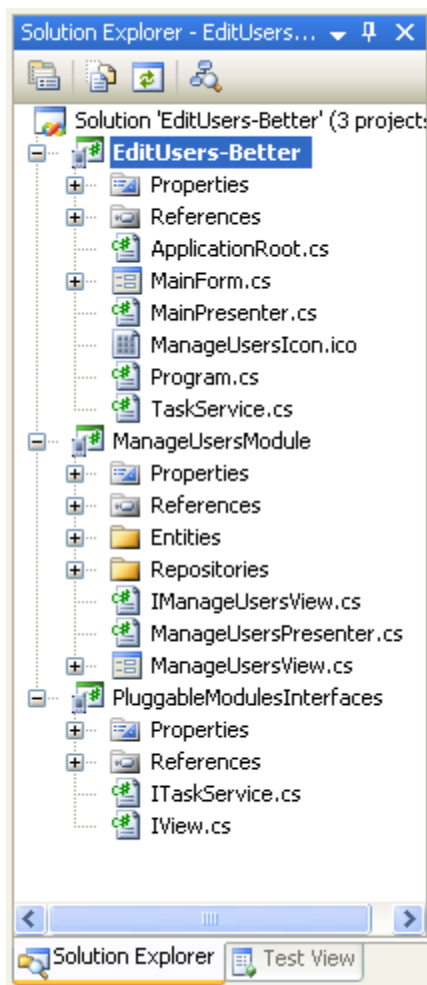 Solution Explorer - EditUsers...
Solution 'EditUsers-Better' (3 projects
EditUsers-Better
Properties
References
ApplicationRoot.cs
MainForm.cs
MainPresenter.cs
ManageUsersIcon.ico
Program.cs
TaskService.cs
ManageUsersModule
Properties
References
Entities
Repositories
IManageUsersView.cs
ManageUsersPresenter.cs
ManageUsersView.cs
PluggableModulesInterfaces
Properties
References
ITaskService.cs
IView.cs
Solution Explorer
Test View